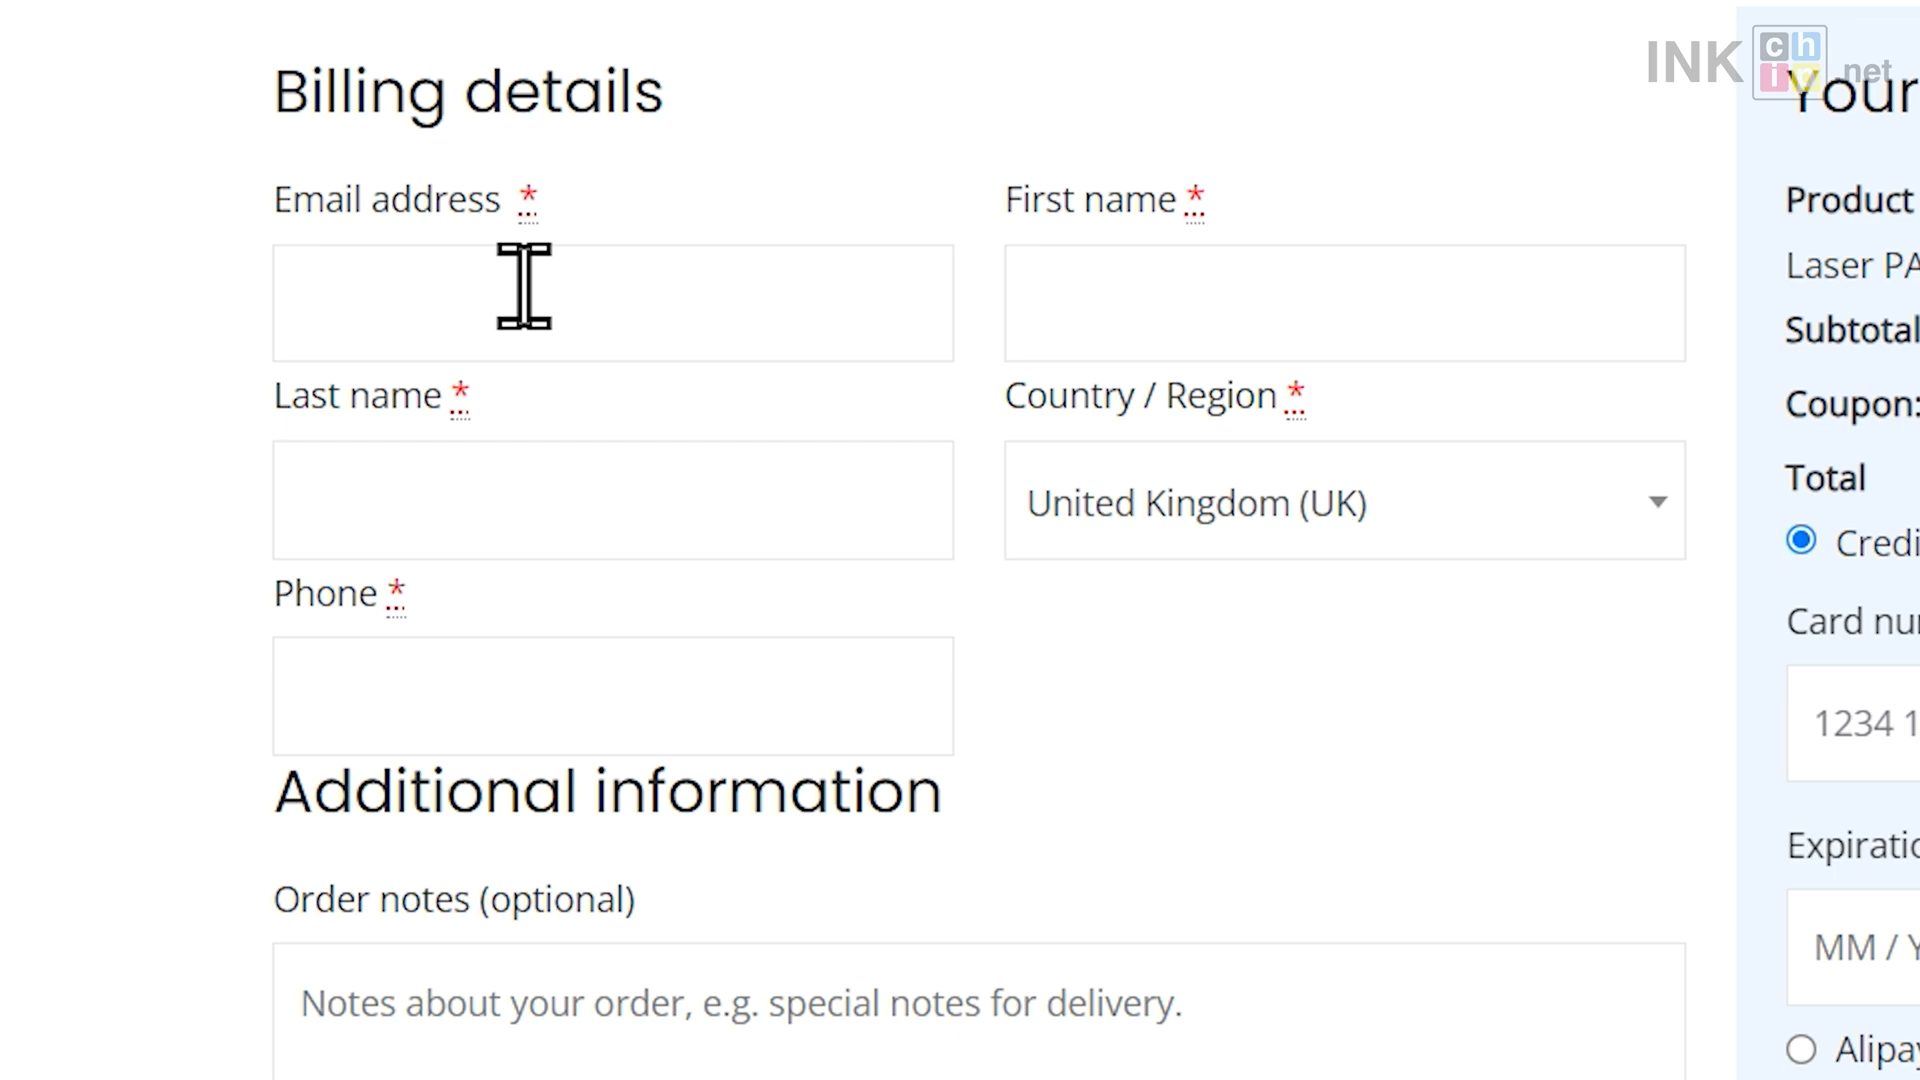 INK chip .net
Billing details
Email address *
First name *
Last name *
Country / Region *
United Kingdom (UK)
Phone *
Additional information
Order notes (optional)
Notes about your order, e.g. special notes for delivery.
Your
Product
Laser PA
Subtotal
Coupon:
Total
Credi
Card nu
1234 1
Expiratio
MM / Y
Alipay